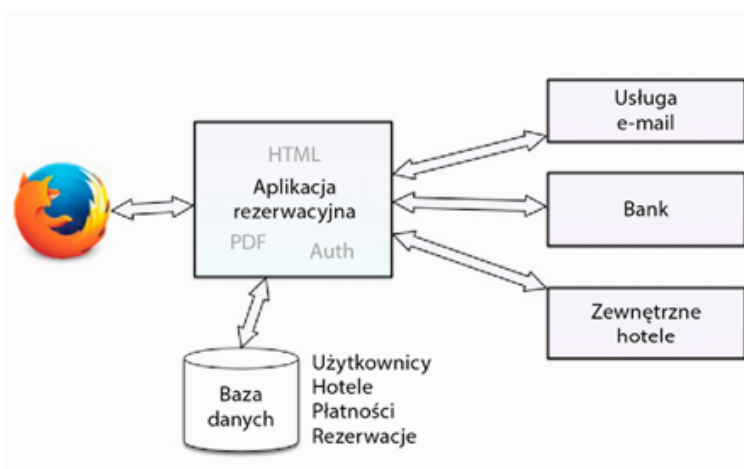 HTML
Aplikacja
rezerwacyjna
PDF
Auth
Usługa
e-mail
Bank
Zewnętrzne
hotele
Baza
danych
Użytkownicy
Hotele
Płatności
Rezerwacje